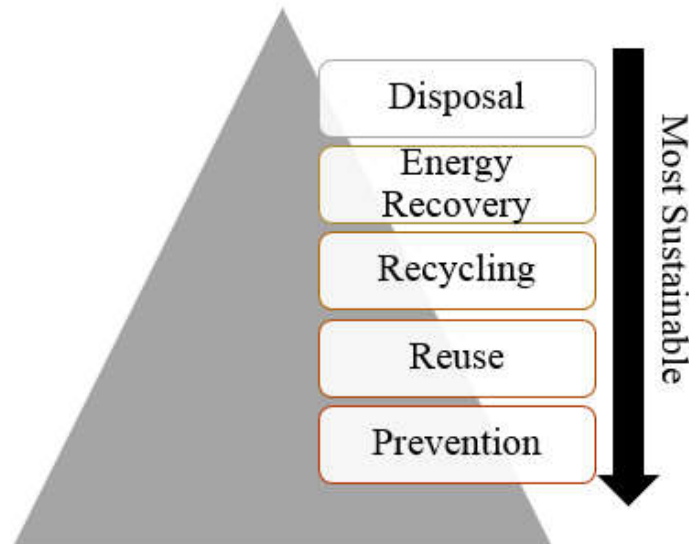 Disposal
Energy
Recovery
Recycling
Reuse
Prevention
Most Sustainable